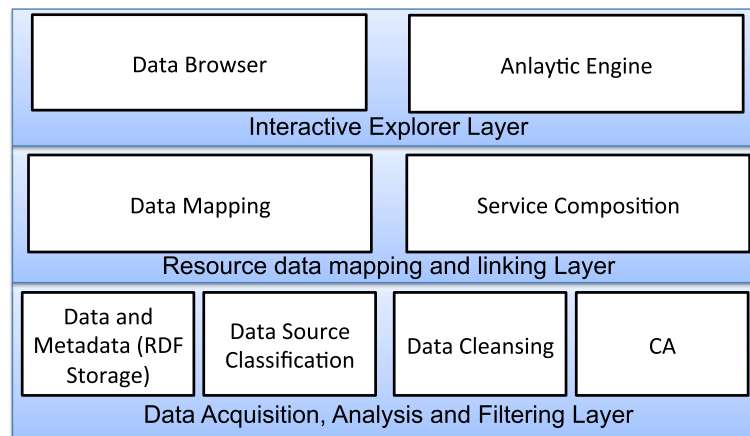 Data Browser
Anlaytic Engine
Interactive Explorer Layer
Data Mapping
Service Composition
Resource data mapping and linking Layer
Data and
Metadata (RDF
Storage)
Data Source
Classification
Data Cleansing
CA
Data Acquisition, Analysis and Filtering Layer